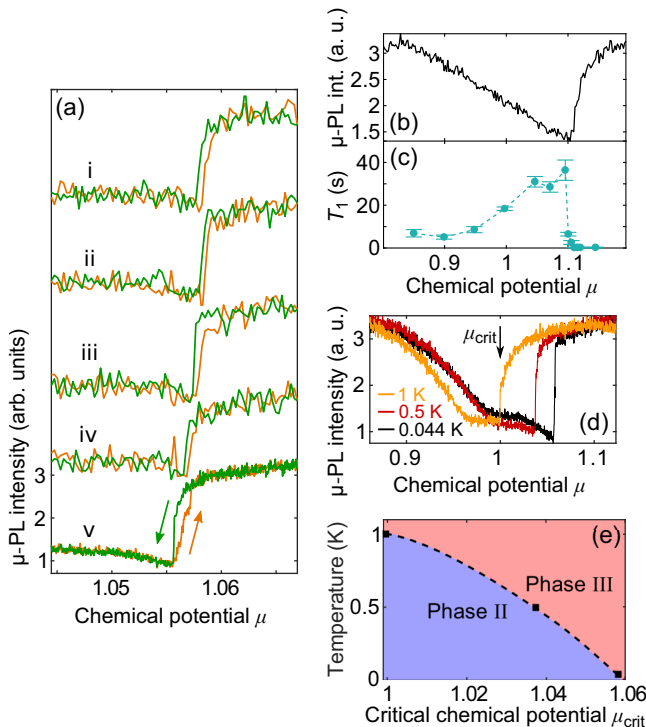 (a)
i
ii
iii
iv
v
3
2
1
1.05
1.06
Chemical potential μ
μ-PL intensity (arb. units)
μ-PL int. (a. u.)
3
2.5
2
1.5
(b)
(c)
T1 (s)
40
20
0
0.9
1
1.1
Chemical potential μ
μ-PL intensity (a. u.)
3
2
1
μcrit
1 K
0.5 K
0.044 K
(d)
0.9
1
1.1
Chemical potential μ
Temperature (K)
1
0.5
0
(e)
Phase III
Phase II
1
1.02
1.04
1.06
Critical chemical potential μcrit